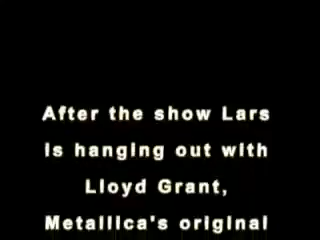 After the show Lars
is hanging out with
Lloyd Grant,
Metallica's original